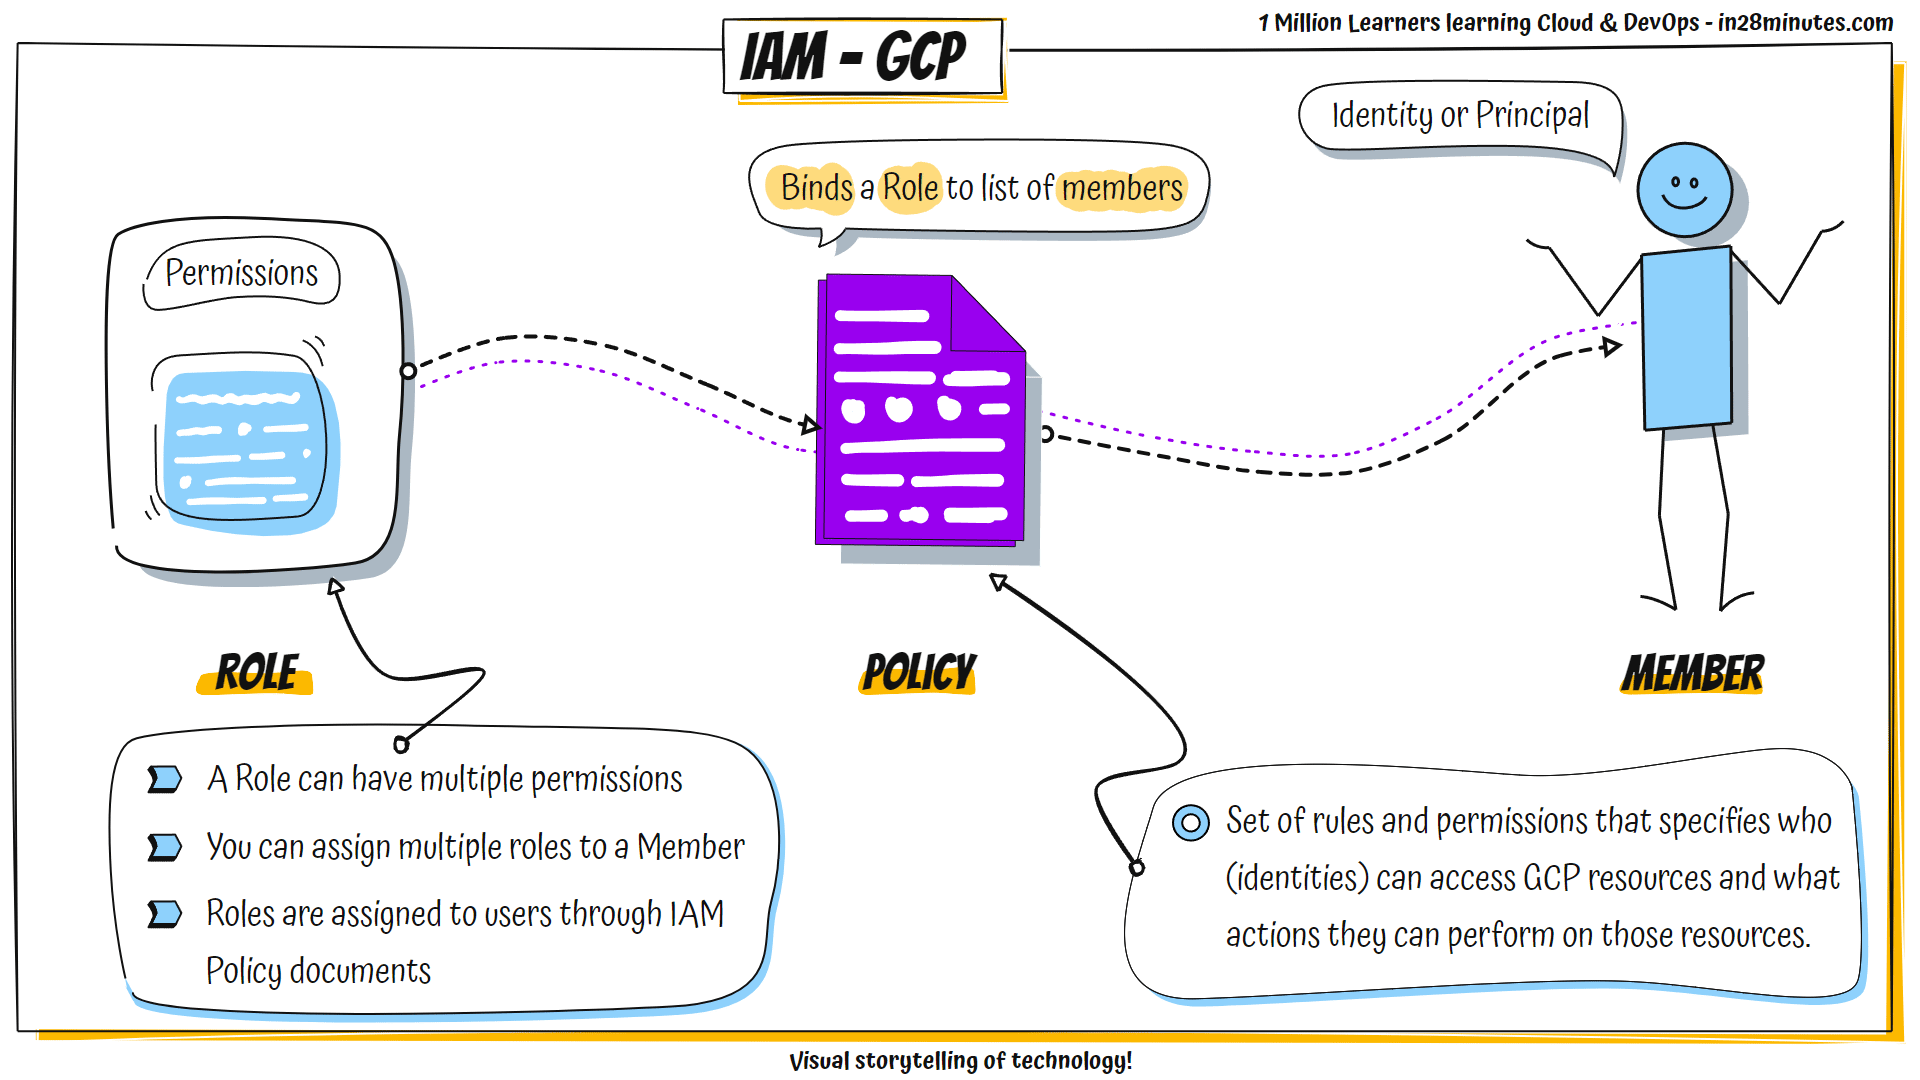 1 Million Learners learning Cloud & DevOps - in28minutes.com
IAM - GCP
Identity or Principal
Binds a Role to list of members
Permissions
ROLE
POLICY
MEMBER
A Role can have multiple permissions
You can assign multiple roles to a Member
Roles are assigned to users through IAM
Policy documents
Set of rules and permissions that specifies who
(identities) can access GCP resources and what
actions they can perform on those resources.
Visual storytelling of technology!